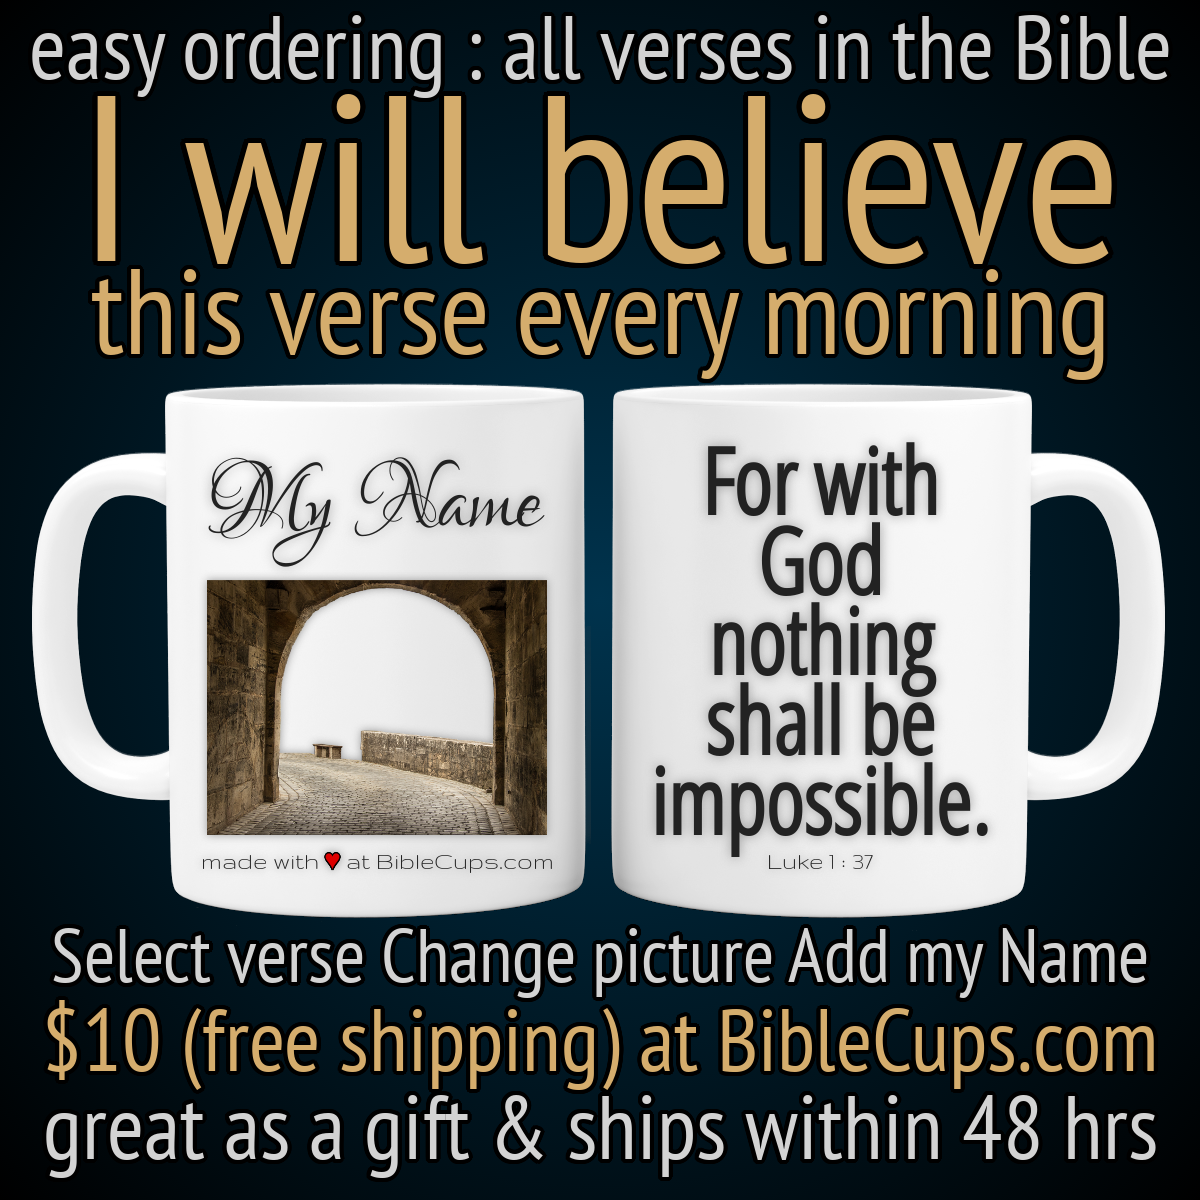 easy ordering : all verses in the Bible
I will believe
this verse every morning
My Name
made with ❤ at BibleCups.com
For with
God
nothing
shall be
impossible.
Luke 1 : 37
Select verse Change picture Add my Name
$10 (free shipping) at BibleCups.com
great as a gift & ships within 48 hrs